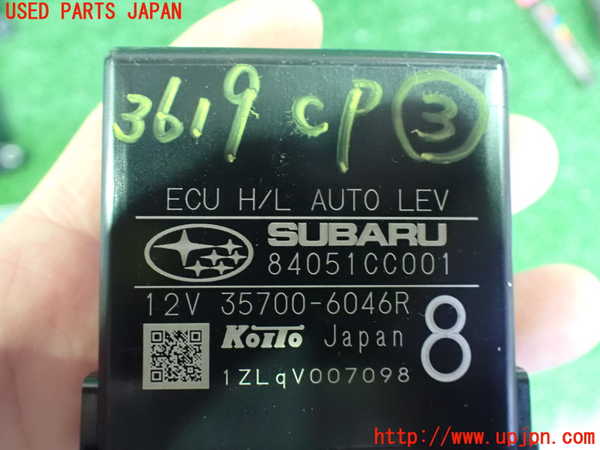 USED PARTS JAPAN
3619 CP ③
ECU H/L AUTO LEV
SUBARU
84051CC001
12V 35700-6046R
KOITO Japan 8
1ZLqV007098
http://www.upjpn.com